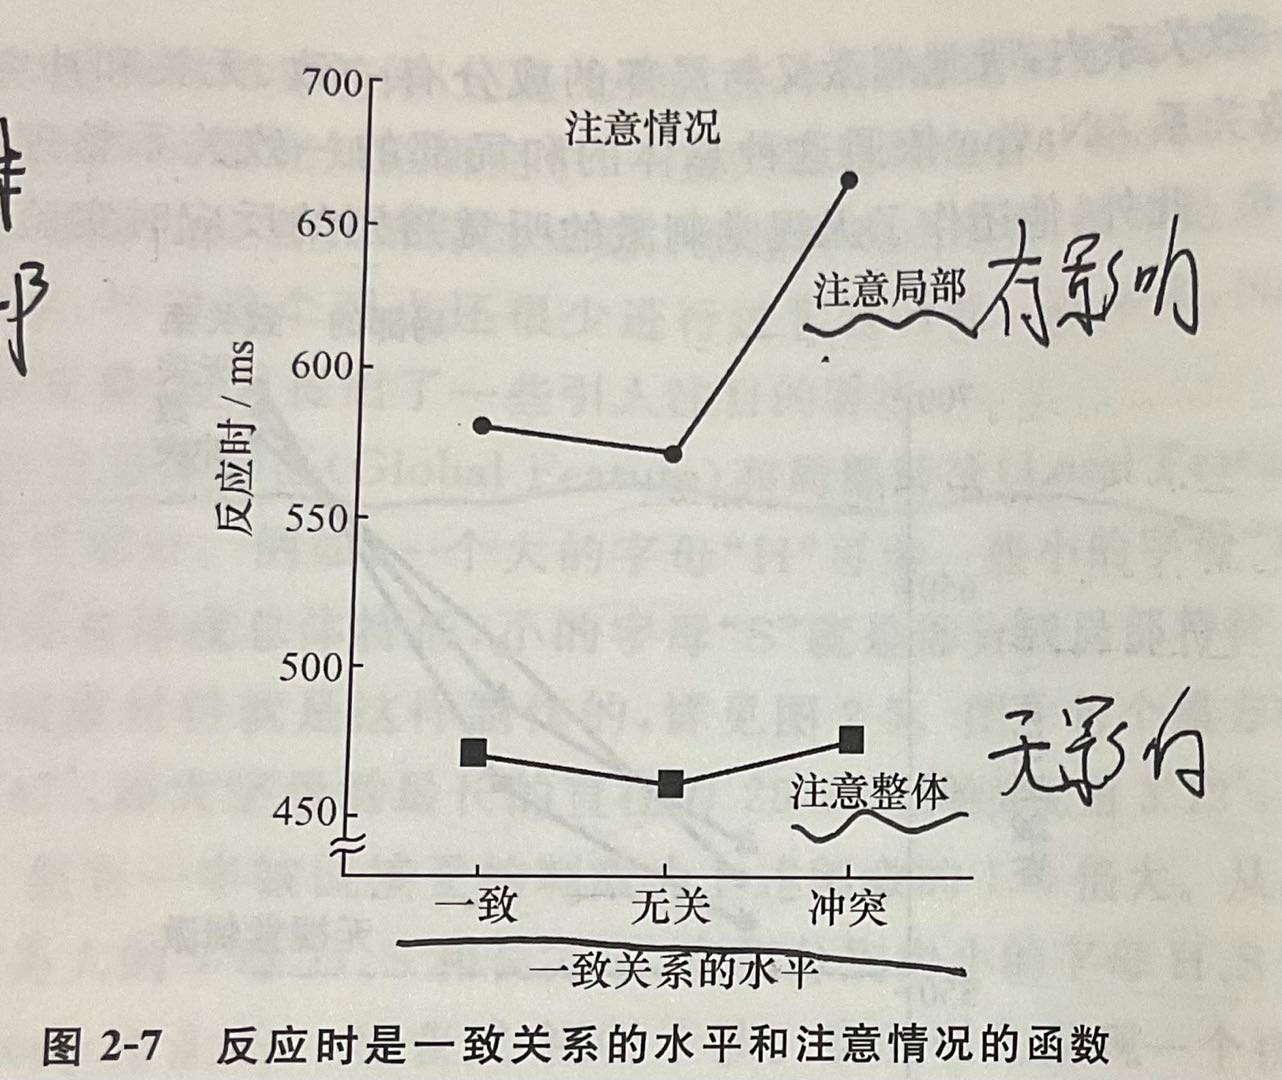 700
注意情况
650
注意局部 有影响
600
反应时/ms
550
500
无影响
注意整体
450
一致 无关 冲突
一致关系的水平
图 2-7 反应时是一致关系的水平和注意情况的函数